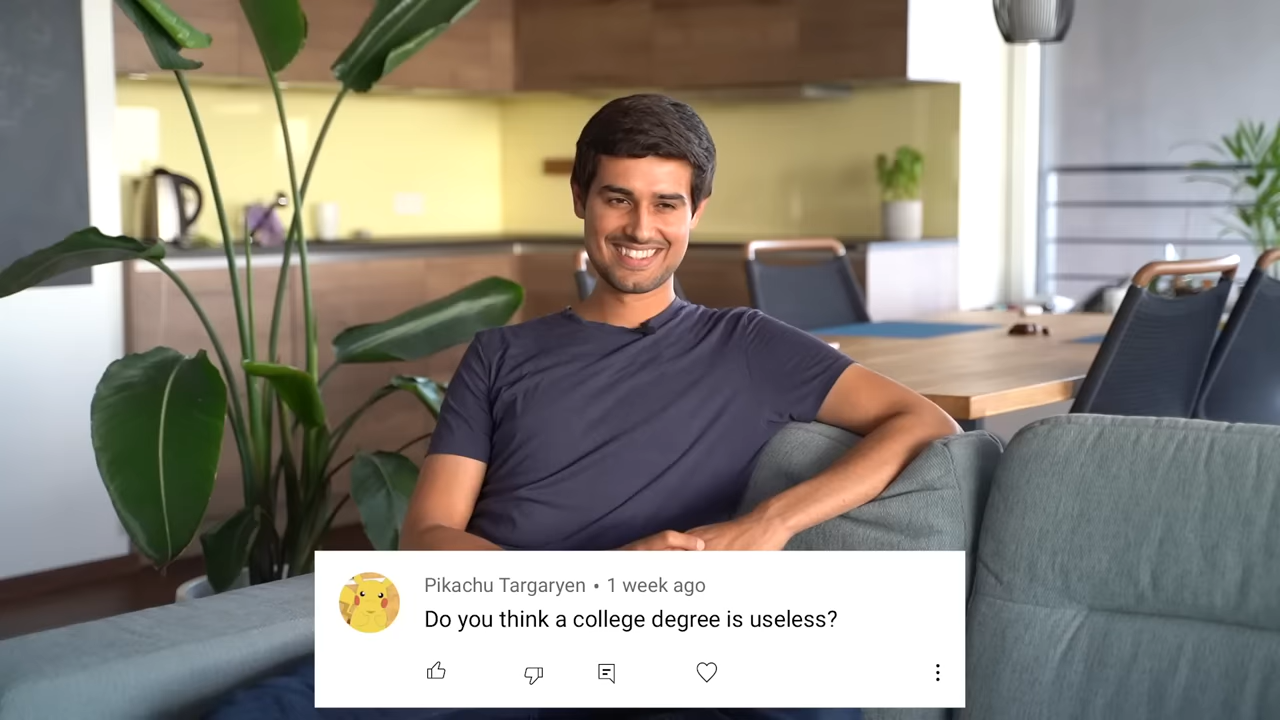 Pikachu Targaryen • 1 week ago
Do you think a college degree is useless?